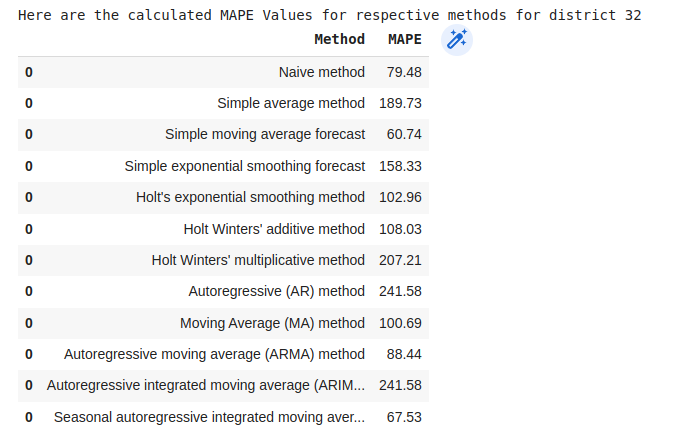 Here are the calculated MAPE Values for respective methods for district 32
Method MAPE
0 Naive method 79.48
0 Simple average method 189.73
0 Simple moving average forecast 60.74
0 Simple exponential smoothing forecast 158.33
0 Holt's exponential smoothing method 102.96
0 Holt Winters' additive method 108.03
0 Holt Winters' multiplicative method 207.21
0 Autoregressive (AR) method 241.58
0 Moving Average (MA) method 100.69
0 Autoregressive moving average (ARMA) method 88.44
0 Autoregressive integrated moving average (ARIM... 241.58
0 Seasonal autoregressive integrated moving aver... 67.53